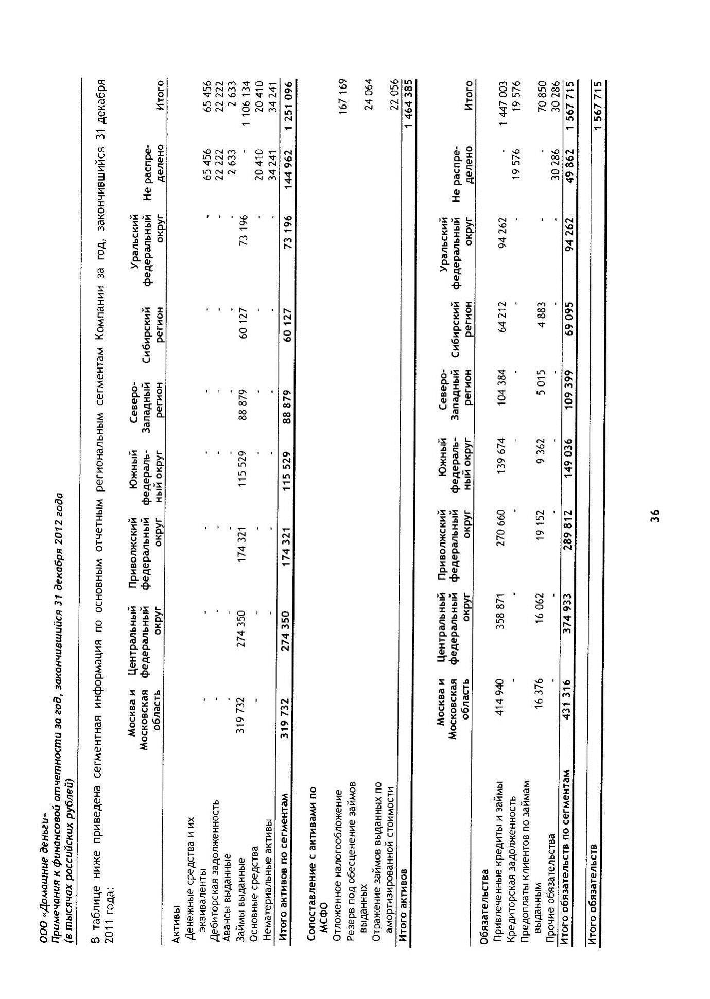 ООО «Домашние деньги»
Примечания к финансовой отчетности за год, закончившийся 31 декабря 2012 года
(в тысячах российских рублей)
В таблице ниже приведена сегментная информация по основным отчетным региональным сегментам Компании за год, закончившийся 31 декабря
2011 года:
Москва и Центральный Приволжский Южный Северо- Уральский
Московская федеральный федеральный федераль- Западный Сибирский федеральный Не распре-
область округ округ ный округ регион регион округ делено Итого
Активы
Денежные средства и их
эквиваленты - - - - - - - 65 456 65 456
Дебиторская задолженность - - - - - - - 22 222 22 222
Авансы выданные - - - - - - - 2 633 2 633
Займы выданные 319 732 274 350 174 321 115 529 88 879 60 127 73 196 - 1 106 134
Основные средства - - - - - - - 20 410 20 410
Нематериальные активы - - - - - - 34 241 34 241
Итого активов по сегментам 319 732 274 350 174 321 115 529 88 879 60 127 73 196 144 962 1 251 096
Сопоставление с активами по
МСФО
Отложенное налогообложение 167 169
Резерв под обесценение займов
выданных 24 064
Отражение займов выданных по
амортизированной стоимости 22 056
Итого активов 1 464 385
Москва и Центральный Приволжский Южный Северо- Уральский
Московская федеральный федеральный федераль- Западный Сибирский федеральный Не распре-
область округ округ ный округ регион регион округ делено Итого
Обязательства
Привлеченные кредиты и займы 414 940 358 871 270 660 139 674 104 384 64 212 94 262 - 1 447 003
Кредиторская задолженность - - - - - - - 19 576 19 576
Предоплаты клиентов по займам
выданным 16 376 16 062 19 152 9 362 5 015 4 883 - - 70 850
Прочие обязательства - - - - - - - 30 286 30 286
Итого обязательств по сегментам 431 316 374 933 289 812 149 036 109 399 69 095 94 262 49 862 1 567 715
Итого обязательств 1 567 715
36